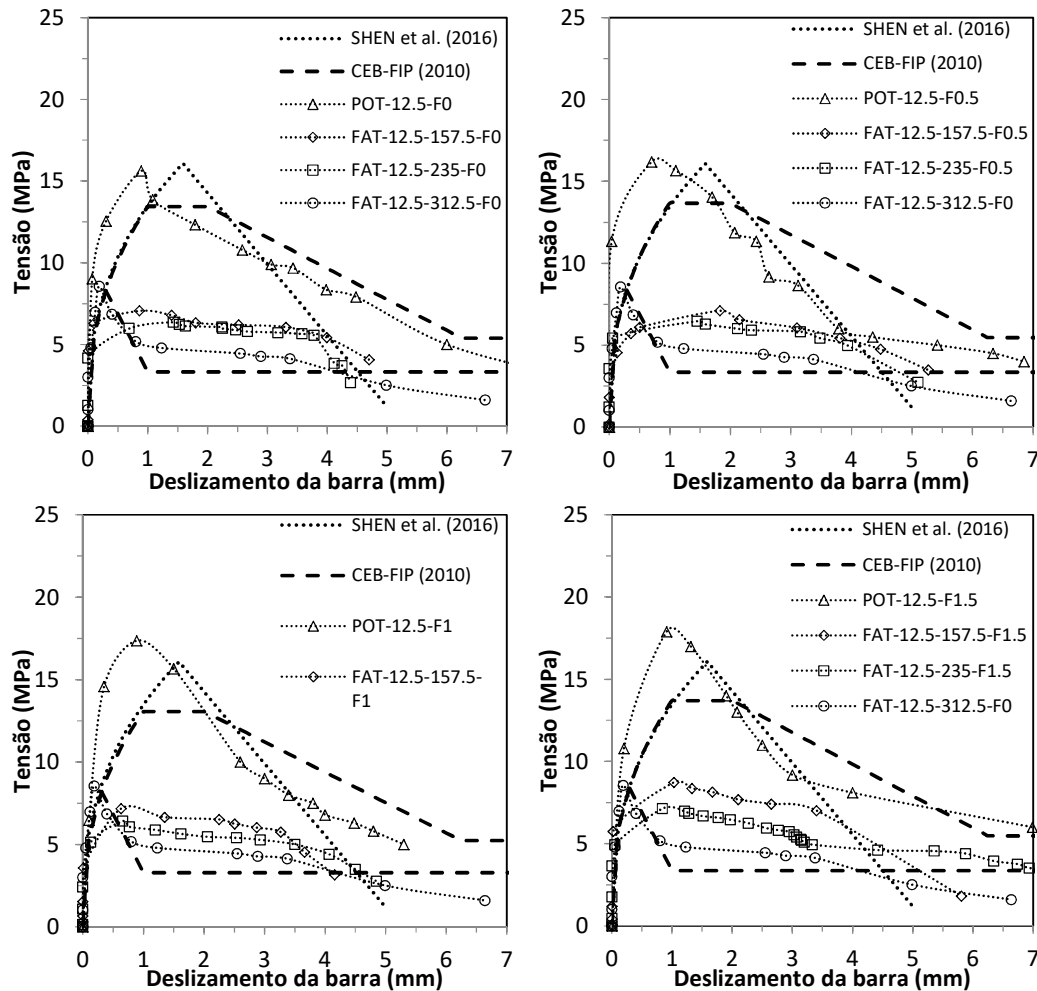 25
20
15
10
5
0
Tensão (MPa)
0 1 2 3 4 5 6 7
Deslizamento da barra (mm)
SHEN et al. (2016)
CEB-FIP (2010)
POT-12.5-F0
FAT-12.5-157.5-F0
FAT-12.5-235-F0
FAT-12.5-312.5-F0
25
20
15
10
5
0
Tensão (MPa)
0 1 2 3 4 5 6 7
Deslizamento da barra (mm)
SHEN et al. (2016)
CEB-FIP (2010)
POT-12.5-F0.5
FAT-12.5-157.5-F0.5
FAT-12.5-235-F0.5
FAT-12.5-312.5-F0
25
20
15
10
5
0
Tensão (MPa)
0 1 2 3 4 5 6 7
Deslizamento da barra (mm)
SHEN et al. (2016)
CEB-FIP (2010)
POT-12.5-F1
FAT-12.5-157.5-
F1
25
20
15
10
5
0
Tensão (MPa)
0 1 2 3 4 5 6 7
Deslizamento da barra (mm)
SHEN et al. (2016)
CEB-FIP (2010)
POT-12.5-F1.5
FAT-12.5-157.5-F1.5
FAT-12.5-235-F1.5
FAT-12.5-312.5-F0